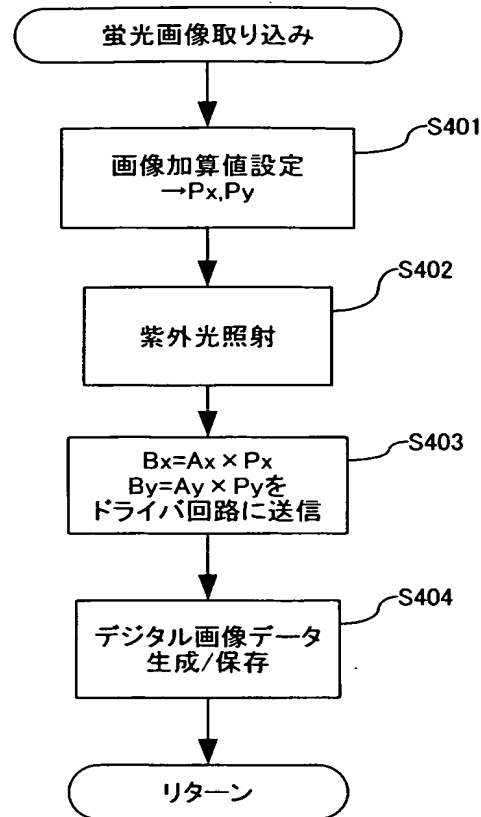 蛍光画像取り込み
S401
画像加算値設定
→Px,Py
S402
紫外光照射
S403
Bx=Ax×Px
By=Ay×Pyを
ドライバ回路に送信
S404
デジタル画像データ
生成/保存
リターン